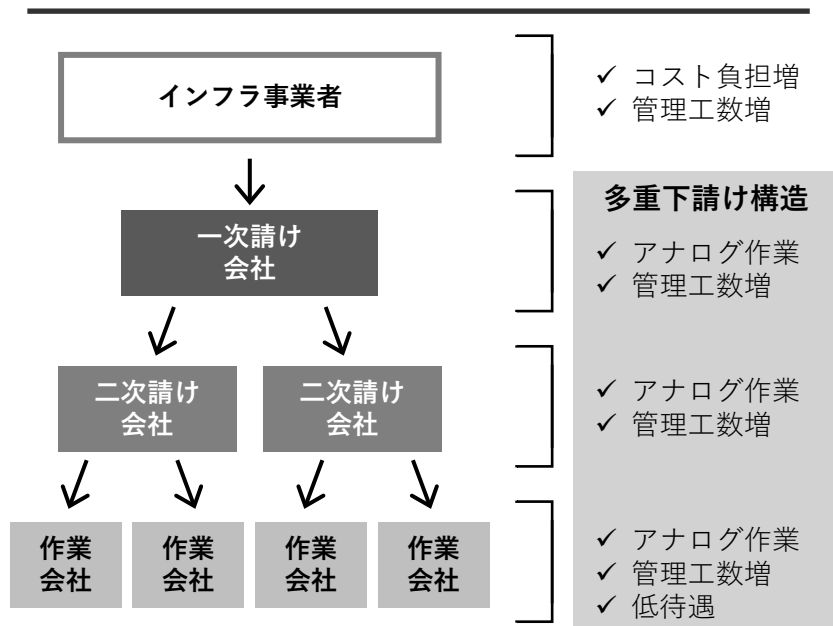 インフラ事業者
✓ コスト負担増
✓ 管理工数増
多重下請け構造
一次請け
会社
✓ アナログ作業
✓ 管理工数増
二次請け
会社
二次請け
会社
✓ アナログ作業
✓ 管理工数増
作業
会社
作業
会社
作業
会社
作業
会社
✓ アナログ作業
✓ 管理工数増
✓ 低待遇